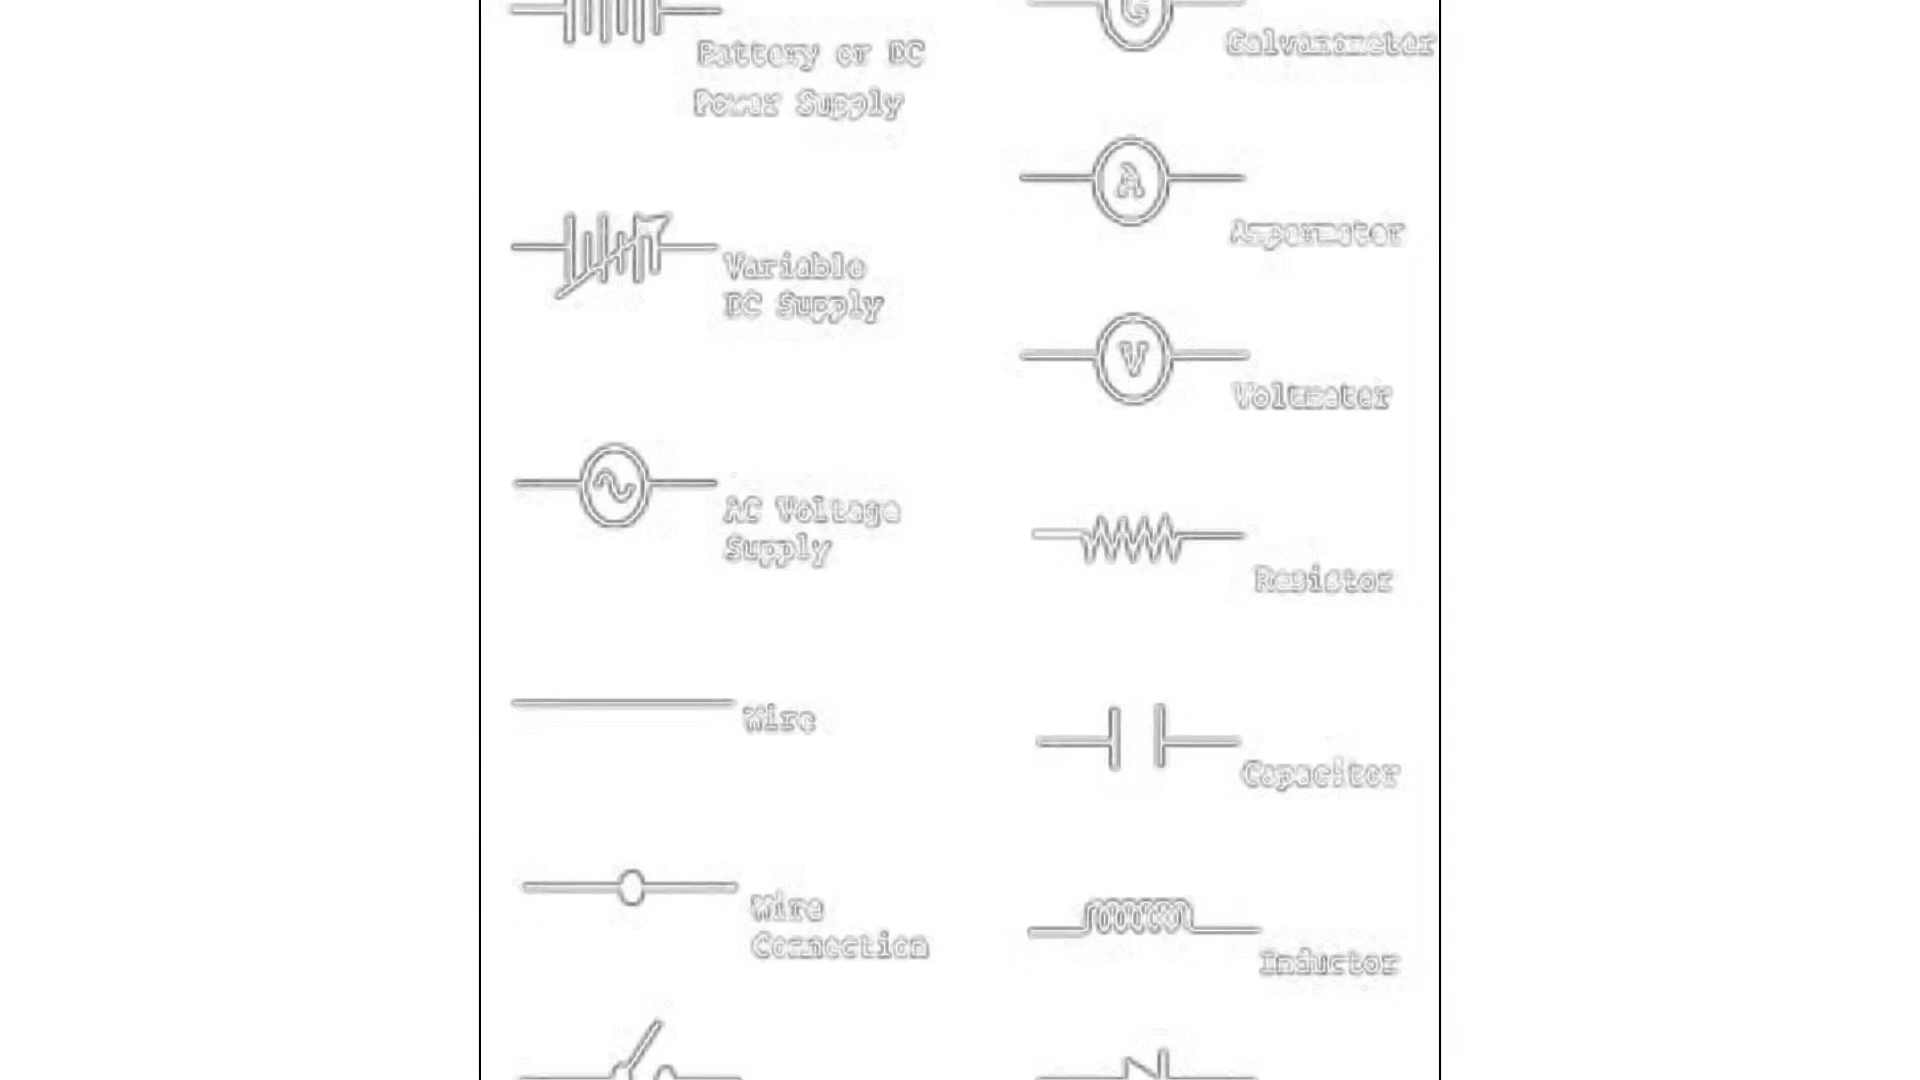 Battery or DC
Power Supply
Variable
DC Supply
AC Voltage
Supply
Wire
Wire
Connection
G
Galvanometer
A
Ampermeter
V
Voltmeter
Resistor
Capacitor
Inductor